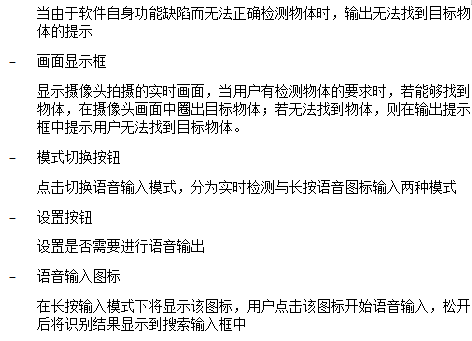 当由于软件自身功能缺陷而无法正确检测物体时，输出无法找到目标物
体的提示
– 画面显示框
显示摄像头拍摄的实时画面，当用户有检测物体的要求时，若能够找到
物体，在摄像头画面中圈出目标物体；若无法找到物体，则在输出提示
框中提示用户无法找到目标物体。
– 模式切换按钮
点击切换语音输入模式，分为实时检测与长按语音图标输入两种模式
– 设置按钮
设置是否需要进行语音输出
– 语音输入图标
在长按输入模式下将显示该图标，用户点击该图标开始语音输入，松开
后将识别结果显示到搜索输入框中